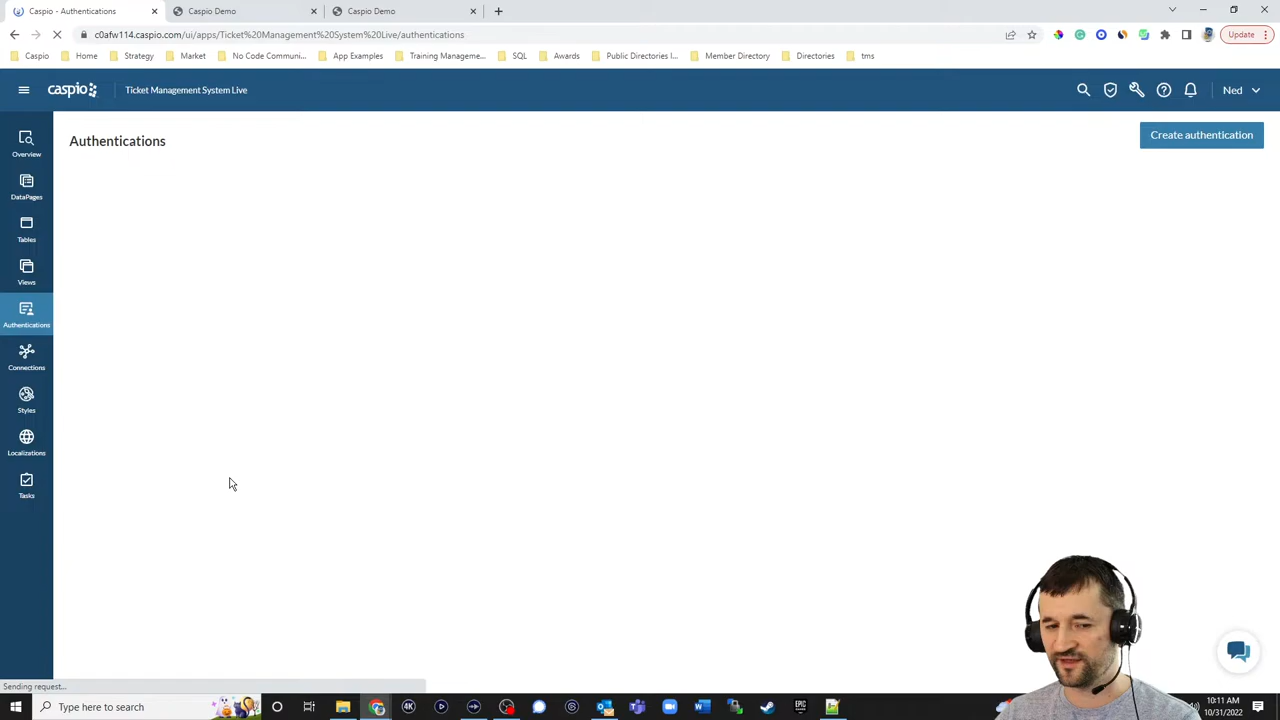 Caspio - Authentications
Caspio Demo
Caspio Demo
c0afw114.caspio.com/ui/apps/Ticket%20Management%20System%20Live/authentications
Update
Caspio
Home
Strategy
Market
No Code Communi...
App Examples
Training Manageme...
SQL
Awards
Public Directories I...
Member Directory
Directories
tms
caspio
Ticket Management System Live
Ned
Authentications
Create authentication
Overview
DataPages
Tables
Views
Authentications
Connections
Styles
Localizations
Tasks
Sending request...
Type here to search
4K
EPIC
10:11 AM
10/31/2022